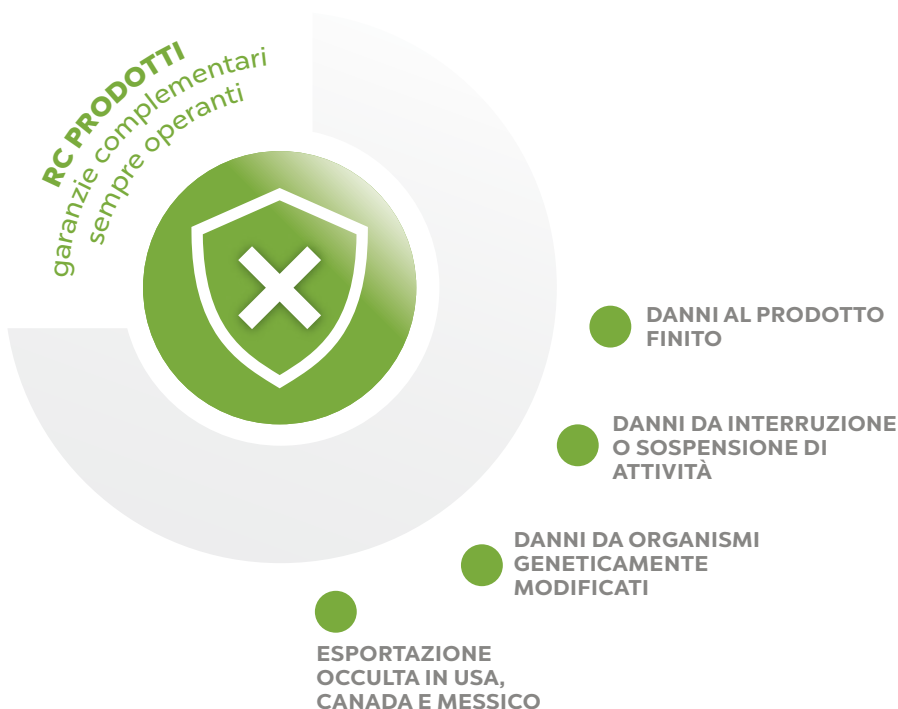 RC PRODOTTI
garanzie complementari
sempre operanti
DANNI AL PRODOTTO
FINITO
DANNI DA INTERRUZIONE
O SOSPENSIONE DI
ATTIVITÀ
DANNI DA ORGANISMI
GENETICAMENTE
MODIFICATI
ESPORTAZIONE
OCCULTA IN USA,
CANADA E MESSICO